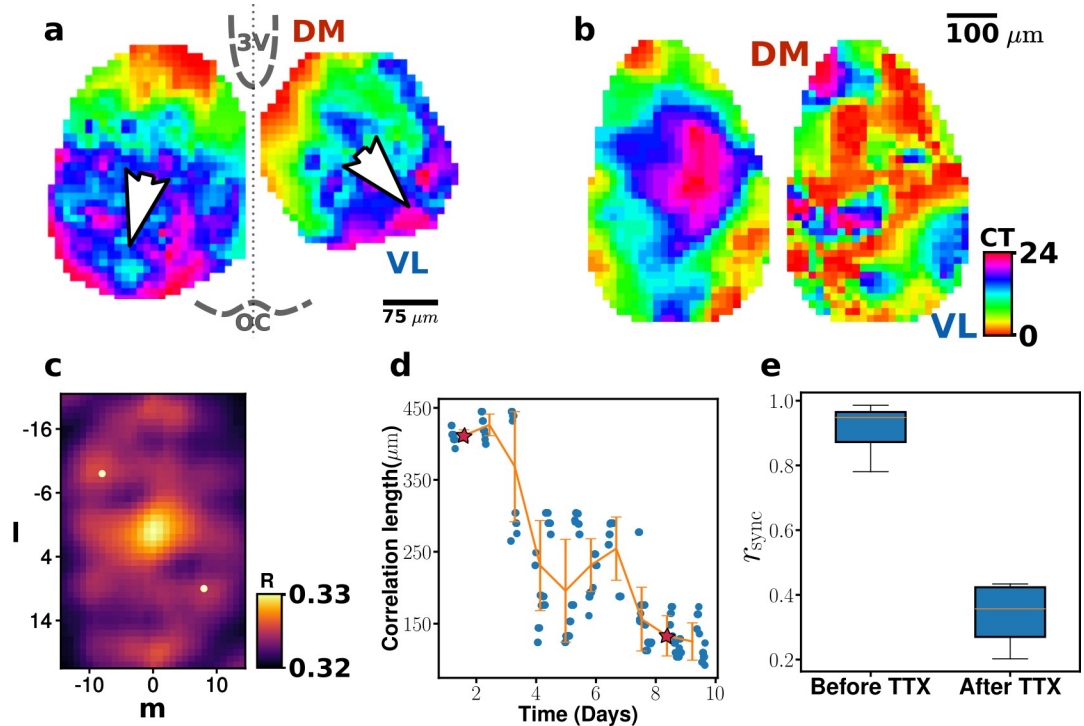 a
3V
DM
VL
OC
75 μm
b
100 μm
DM
CT
24
0
VL
c
-16
-6
4
14
l
-10
0
10
m
R
0.33
0.32
d
450
350
250
150
Correlation length(μm)
2
4
6
8
10
Time (Days)
e
1.0
0.8
0.6
0.4
0.2
r_sync
Before TTX
After TTX